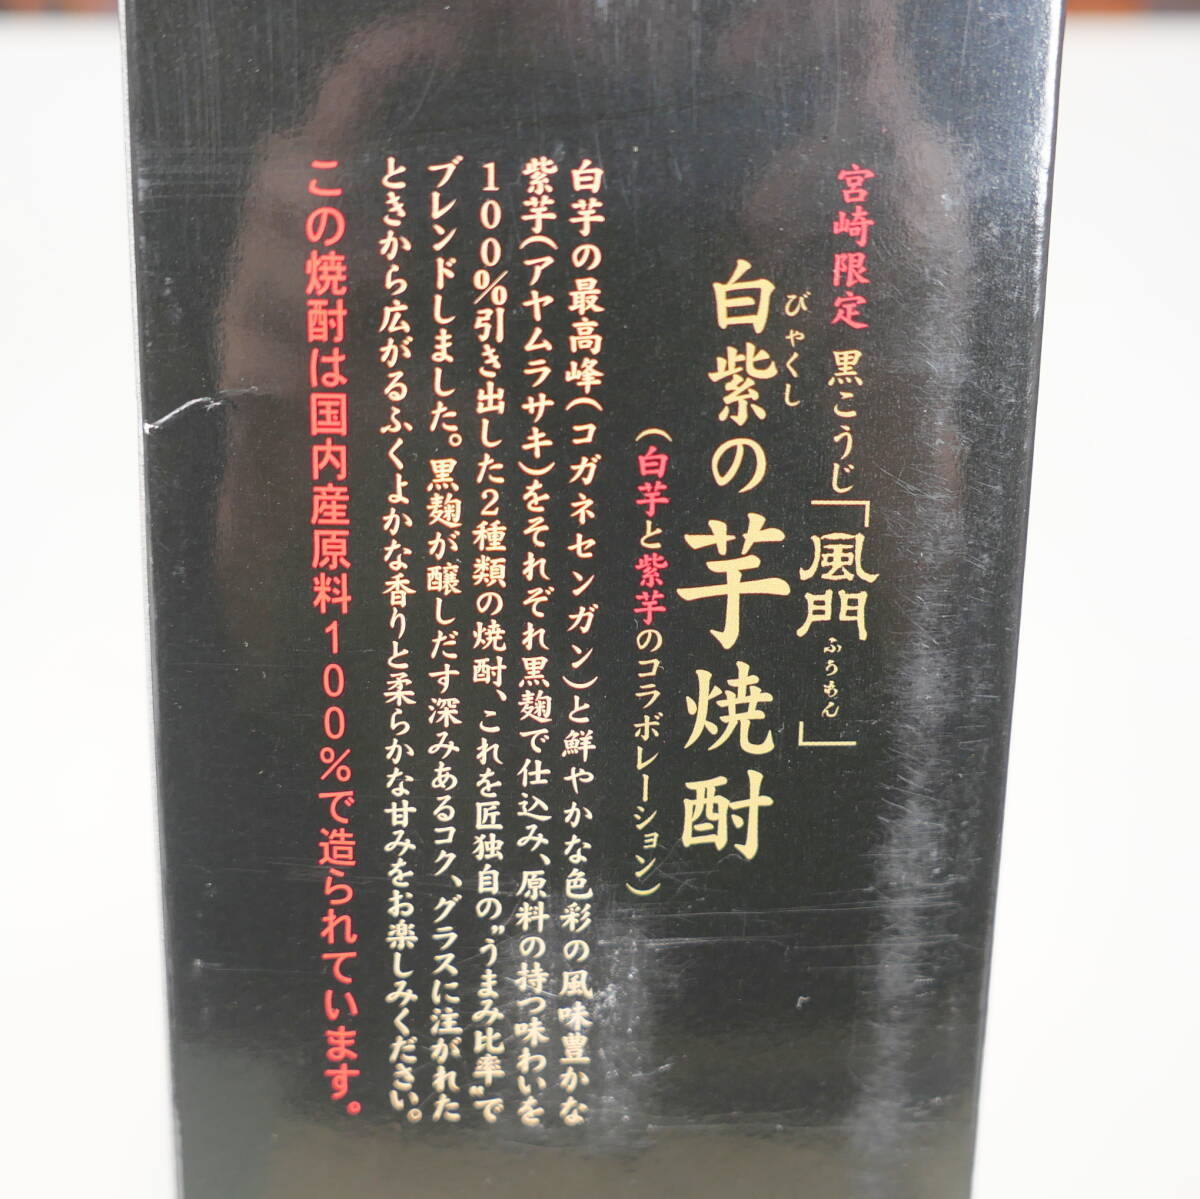 宮崎限定 黒こうじ「風門」
ふうもん
びゃくし
白紫の芋焼酎
(白芋と紫芋のコラボレーション)
白芋の最高峰(コガネセンガン)と鮮やかな色彩の風味豊かな
紫芋(アヤムラサキ)をそれぞれ黒麹で仕込み、原料の持つ味わいを
100%引き出した2種類の焼酎、これを匠独自の"うまみ比率"で
ブレンドしました。黒麹が醸しだす深みあるコク、グラスに注がれた
ときから広がるふくよかな香りと柔らかな甘みをお楽しみください。
この焼酎は国内産原料100%で造られています。